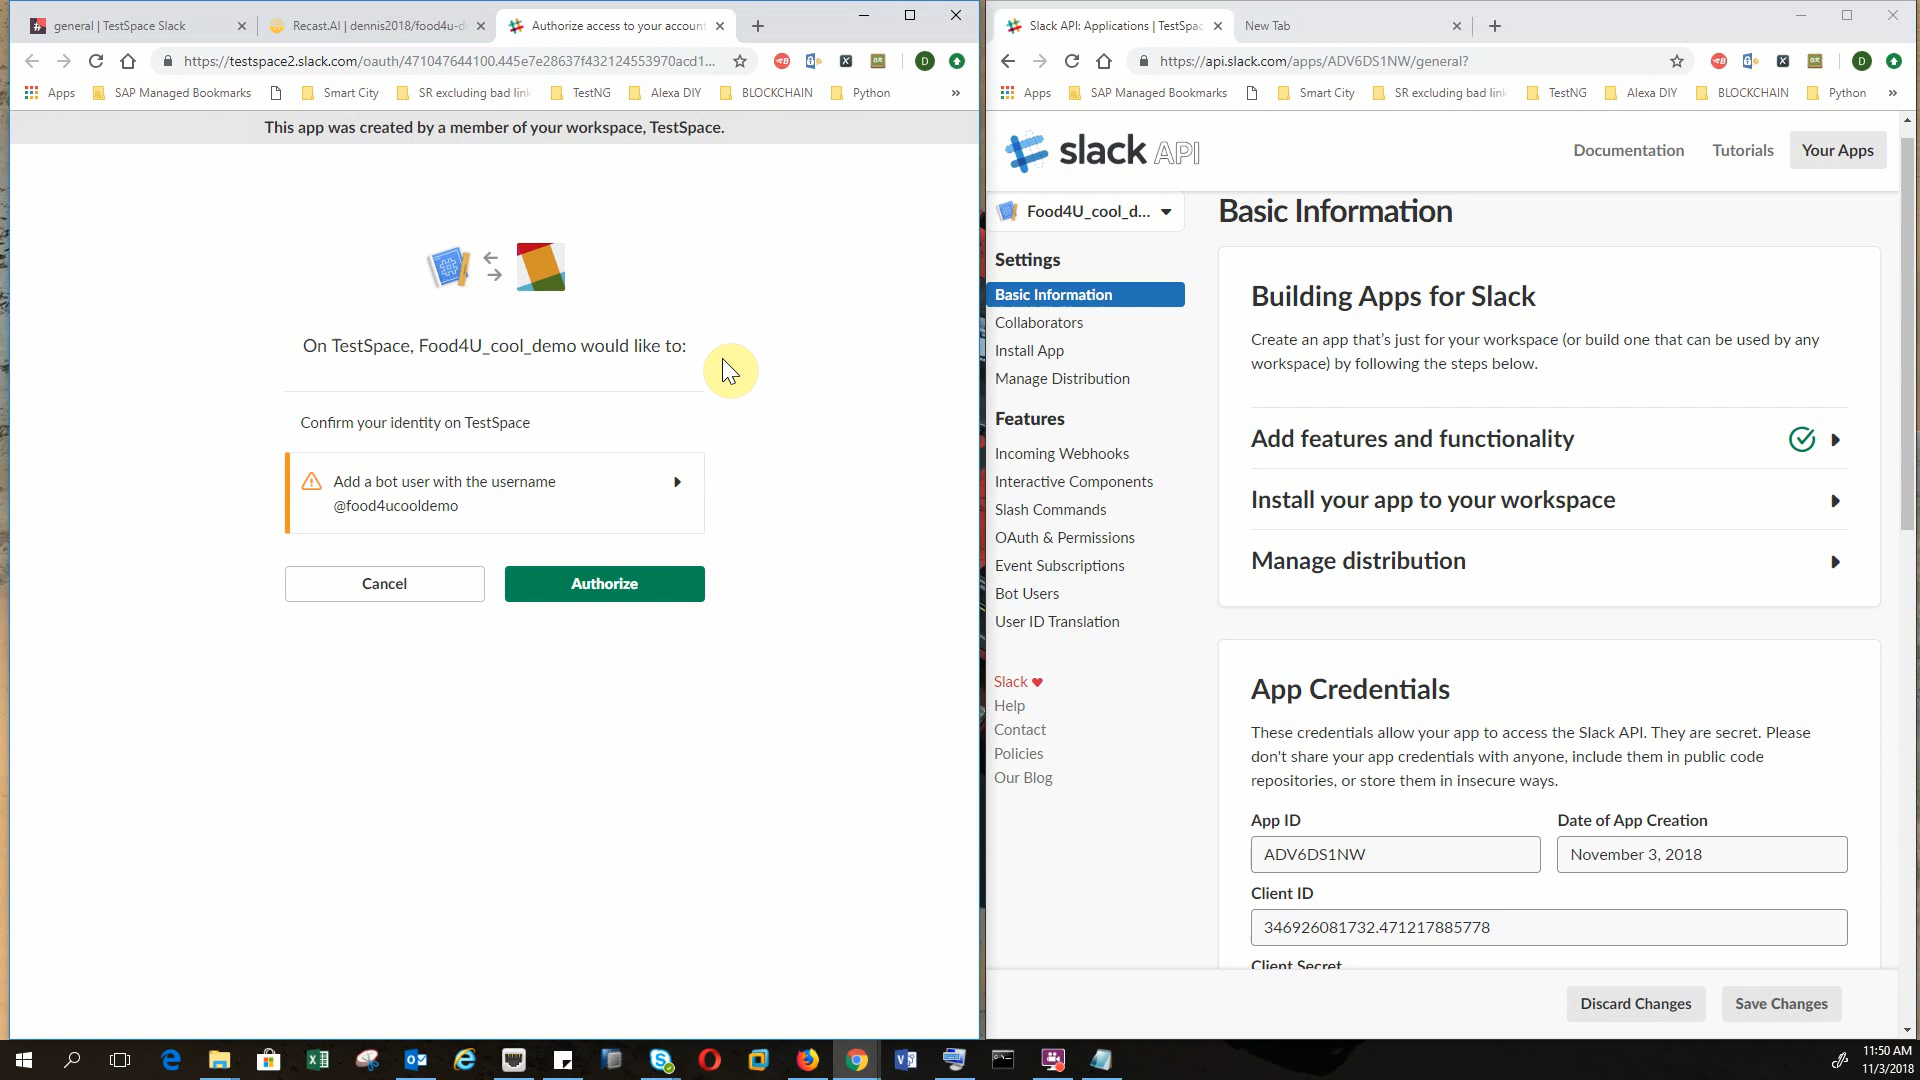 general | TestSpace Slack
Recast.AI | dennis2018/food4u-d
Authorize access to your account
https://testspace2.slack.com/oauth/471047644100.445e7e28637f432124553970acd1...
D
Apps
SAP Managed Bookmarks
Smart City
SR excluding bad link
TestNG
Alexa DIY
BLOCKCHAIN
Python
»
This app was created by a member of your workspace, TestSpace.
On TestSpace, Food4U_cool_demo would like to:
Confirm your identity on TestSpace
Add a bot user with the username
@food4ucooldemo
Cancel
Authorize
Slack API: Applications | TestSpac
New Tab
https://api.slack.com/apps/ADV6DS1NW/general?
D
Apps
SAP Managed Bookmarks
Smart City
SR excluding bad link
TestNG
Alexa DIY
BLOCKCHAIN
Python
»
slack API
Documentation
Tutorials
Your Apps
Food4U_cool_d...
Settings
Basic Information
Collaborators
Install App
Manage Distribution
Features
Incoming Webhooks
Interactive Components
Slash Commands
OAuth & Permissions
Event Subscriptions
Bot Users
User ID Translation
Slack
Help
Contact
Policies
Our Blog
Basic Information
Building Apps for Slack
Create an app that's just for your workspace (or build one that can be used by any
workspace) by following the steps below.
Add features and functionality
Install your app to your workspace
Manage distribution
App Credentials
These credentials allow your app to access the Slack API. They are secret. Please
don't share your app credentials with anyone, include them in public code
repositories, or store them in insecure ways.
App ID
Date of App Creation
ADV6DS1NW
November 3, 2018
Client ID
346926081732.471217885778
Client Secret
Discard Changes
Save Changes
11:50 AM
11/3/2018